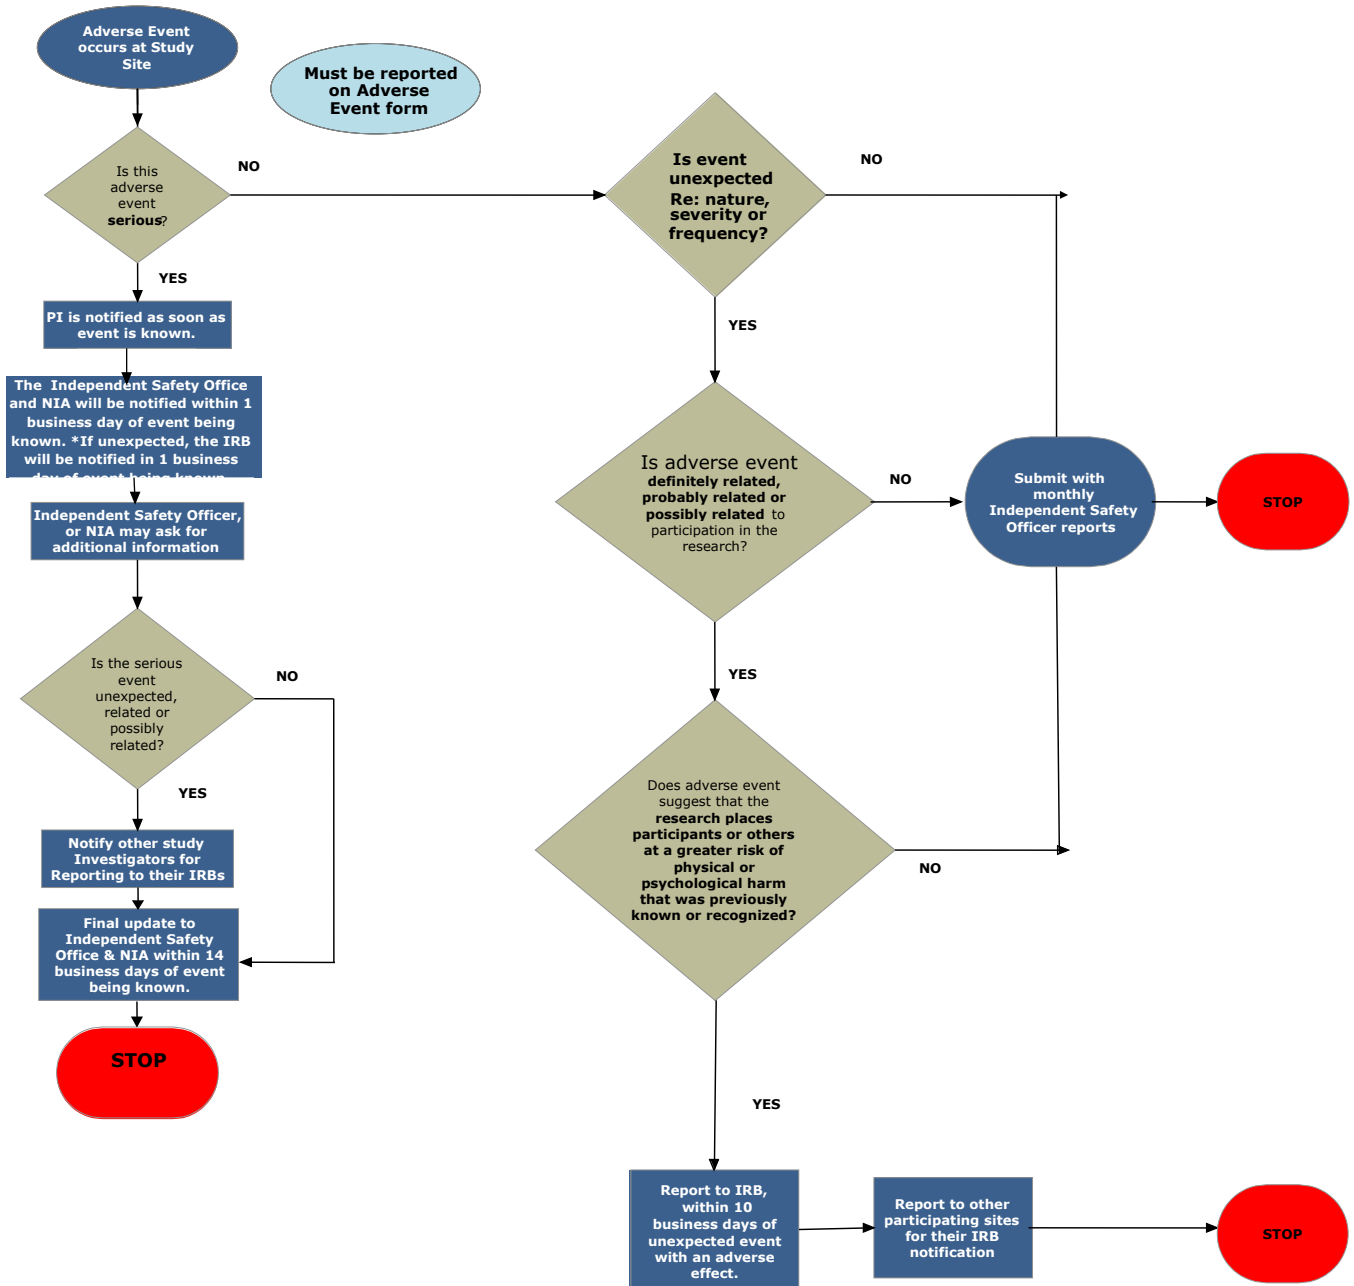 Adverse Event
occurs at Study
Site
Must be reported
on Adverse
Event form
Is this
adverse
event
serious?
NO
YES
PI is notified as soon as
event is known.
The Independent Safety Office
and NIA will be notified within 1
business day of event being
known. *If unexpected, the IRB
will be notified in 1 business
day of event being known
Independent Safety Officer,
or NIA may ask for
additional information
Is the serious
event
unexpected,
related or
possibly
related?
NO
YES
Notify other study
Investigators for
Reporting to their IRBs
Final update to
Independent Safety
Office & NIA within 14
business days of event
being known.
STOP
Is event
unexpected
Re: nature,
severity or
frequency?
NO
YES
Is adverse event
definitely related,
probably related or
possibly related to
participation in the
research?
NO
Submit with
monthly
Independent Safety
Officer reports
STOP
YES
Does adverse event
suggest that the
research places
participants or others
at a greater risk of
physical or
psychological harm
that was previously
known or recognized?
NO
YES
Report to IRB,
within 10
business days of
unexpected event
with an adverse
effect.
Report to other
participating sites
for their IRB
notification
STOP